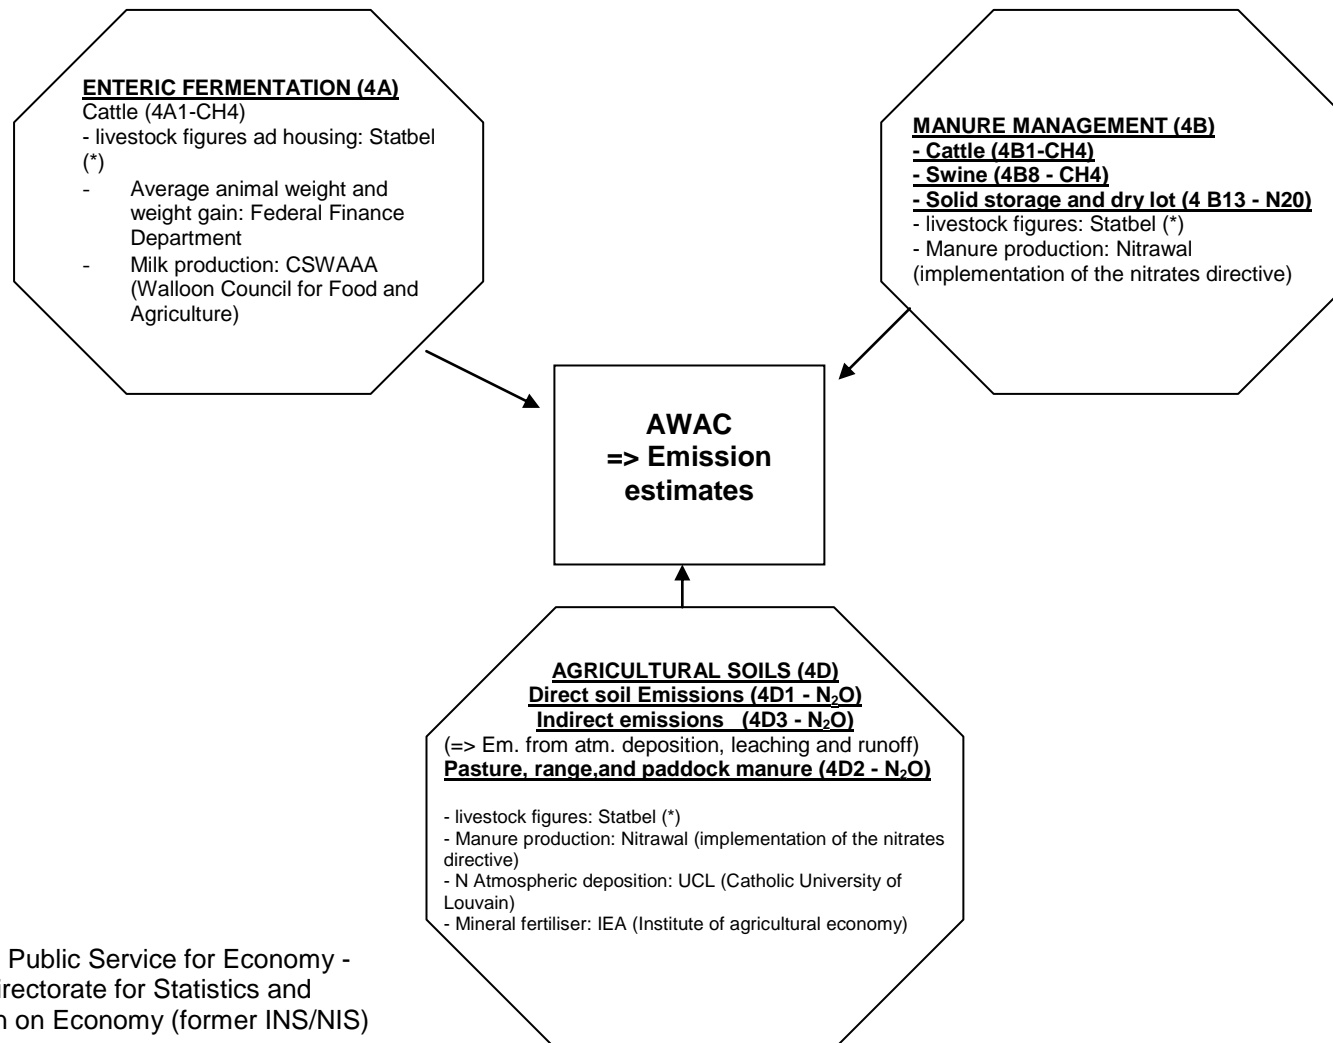 ENTERIC FERMENTATION (4A)
Cattle (4A1-CH4)
- livestock figures ad housing: Statbel
(*)
- Average animal weight and
weight gain: Federal Finance
Department
- Milk production: CSWAAA
(Walloon Council for Food and
Agriculture)
MANURE MANAGEMENT (4B)
- Cattle (4B1-CH4)
- Swine (4B8 - CH4)
- Solid storage and dry lot (4 B13 - N20)
- livestock figures: Statbel (*)
- Manure production: Nitrawal
(implementation of the nitrates directive)
AWAC
=> Emission
estimates
AGRICULTURAL SOILS (4D)
Direct soil Emissions (4D1 - N₂O)
Indirect emissions (4D3 - N₂O)
(=> Em. from atm. deposition, leaching and runoff)
Pasture, range,and paddock manure (4D2 - N₂O)
- livestock figures: Statbel (*)
- Manure production: Nitrawal (implementation of the nitrates
directive)
- N Atmospheric deposition: UCL (Catholic University of
Louvain)
- Mineral fertiliser: IEA (Institute of agricultural economy)
Public Service for Economy -
irectorate for Statistics and
n on Economy (former INS/NIS)